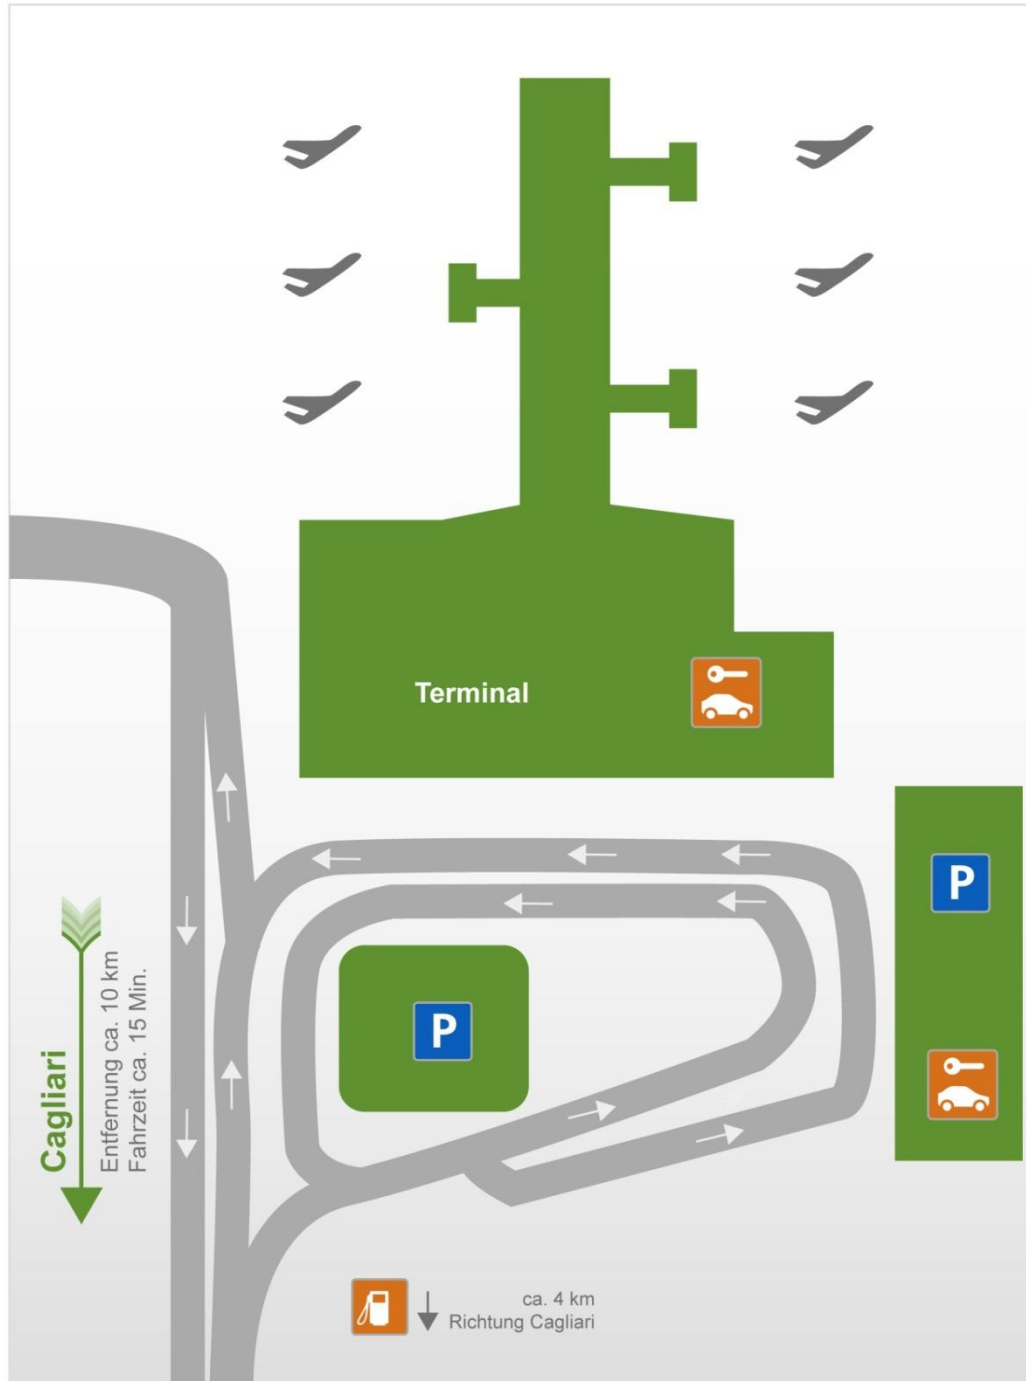 Terminal
P
P
Cagliari
Entfernung ca. 10 km
Fahrzeit ca. 15 Min.
ca. 4 km
Richtung Cagliari